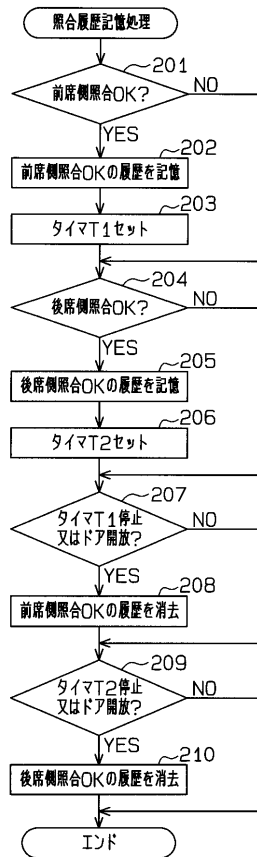 照合履歴記憶処理
201
前席側照合OK?
NO
YES
202
前席側照合OKの履歴を記憶
203
タイマT1セット
204
後席側照合OK?
NO
YES
205
後席側照合OKの履歴を記憶
206
タイマT2セット
207
タイマT1停止
又はドア開放?
NO
YES
208
前席側照合OKの履歴を消去
209
タイマT2停止
又はドア開放?
NO
YES
210
後席側照合OKの履歴を消去
エンド